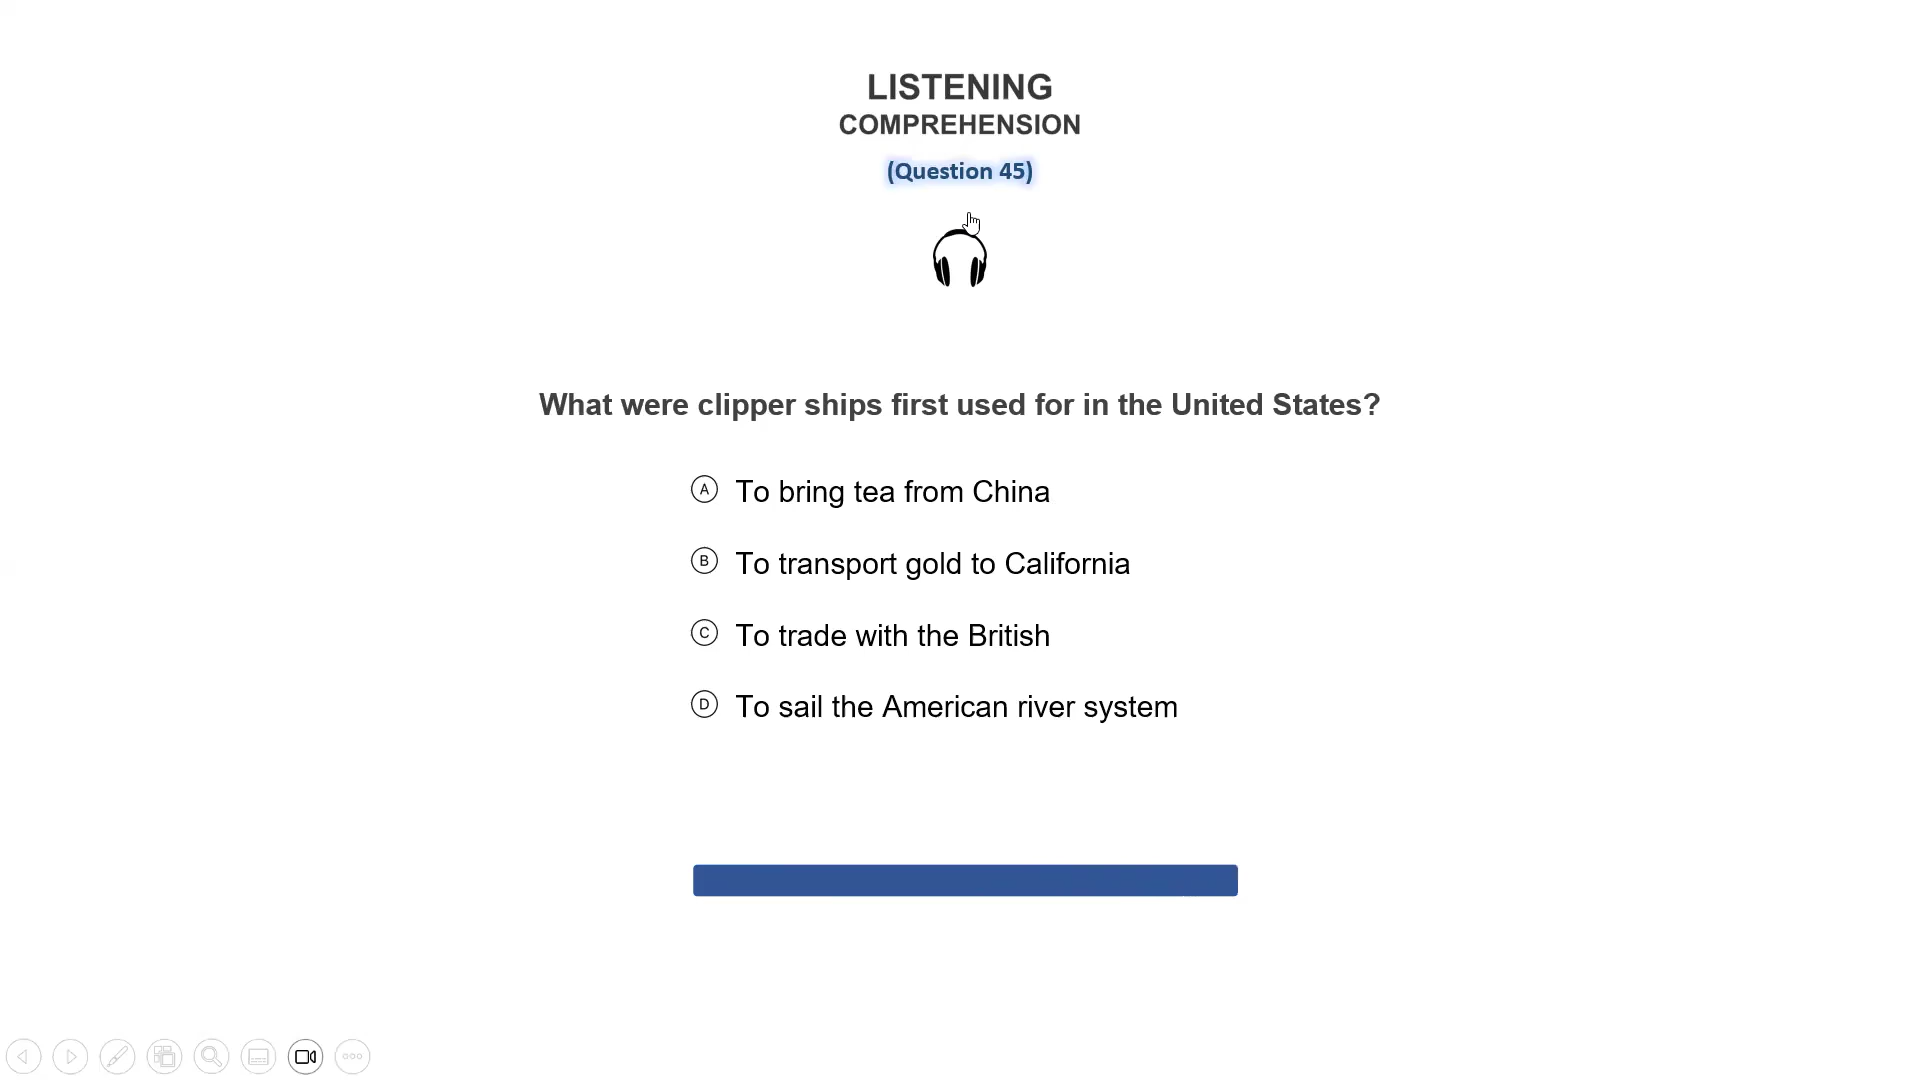 LISTENING
COMPREHENSION
(Question 45)
What were clipper ships first used for in the United States?
A To bring tea from China
B To transport gold to California
C To trade with the British
D To sail the American river system